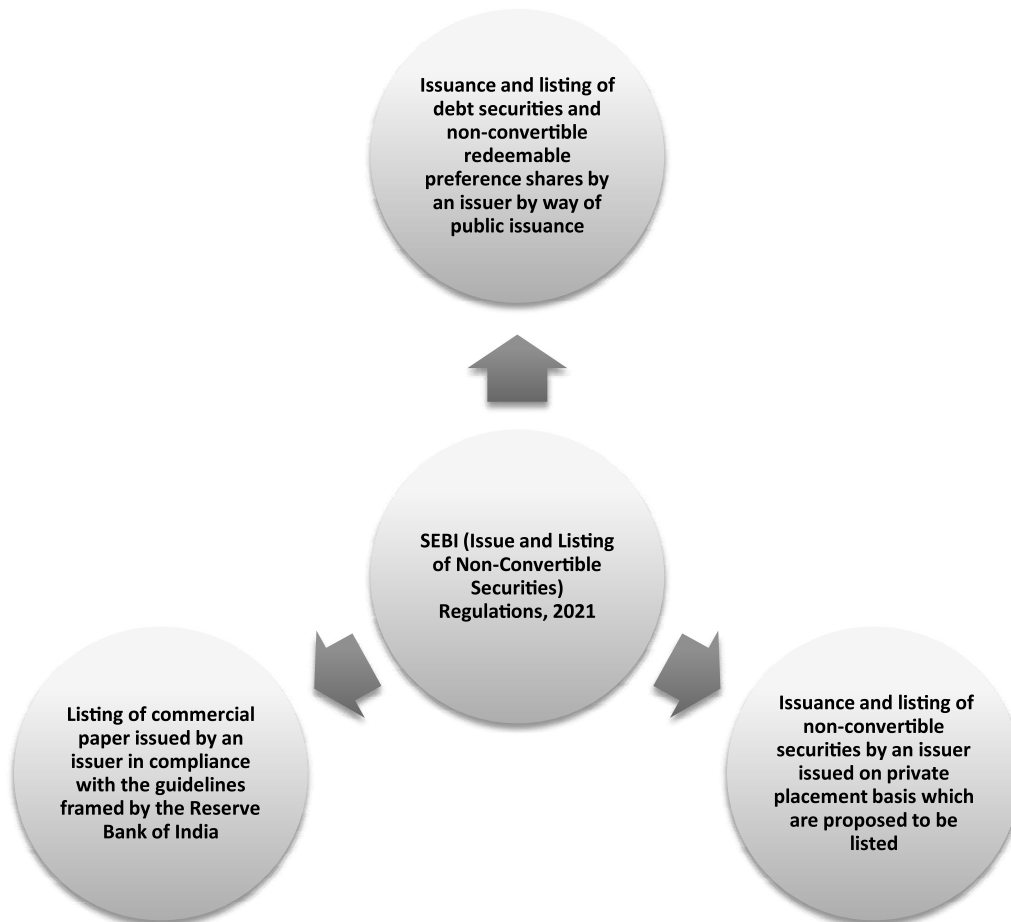 Issuance and listing of
debt securities and
non-convertible
redeemable
preference shares by
an issuer by way of
public issuance
SEBI (Issue and Listing
of Non-Convertible
Securities)
Regulations, 2021
Listing of commercial
paper issued by an
issuer in compliance
with the guidelines
framed by the Reserve
Bank of India
Issuance and listing of
non-convertible
securities by an issuer
issued on private
placement basis which
are proposed to be
listed